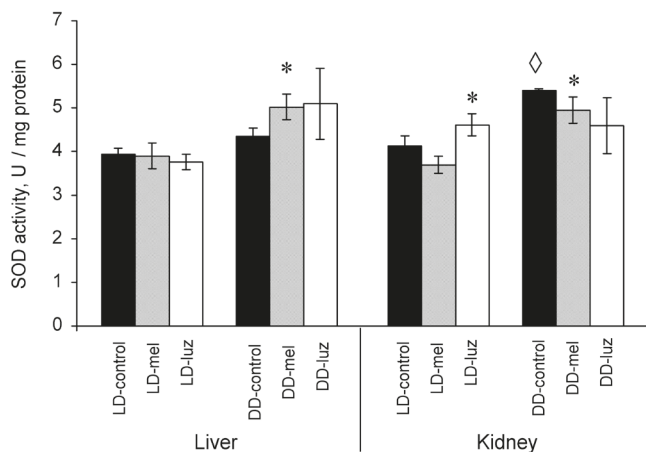 SOD activity, U / mg protein
7
6
5
4
3
2
1
0
*
*
◊
*
LD-control
LD-mel
LD-luz
DD-control
DD-mel
DD-luz
LD-control
LD-mel
LD-luz
DD-control
DD-mel
DD-luz
Liver
Kidney